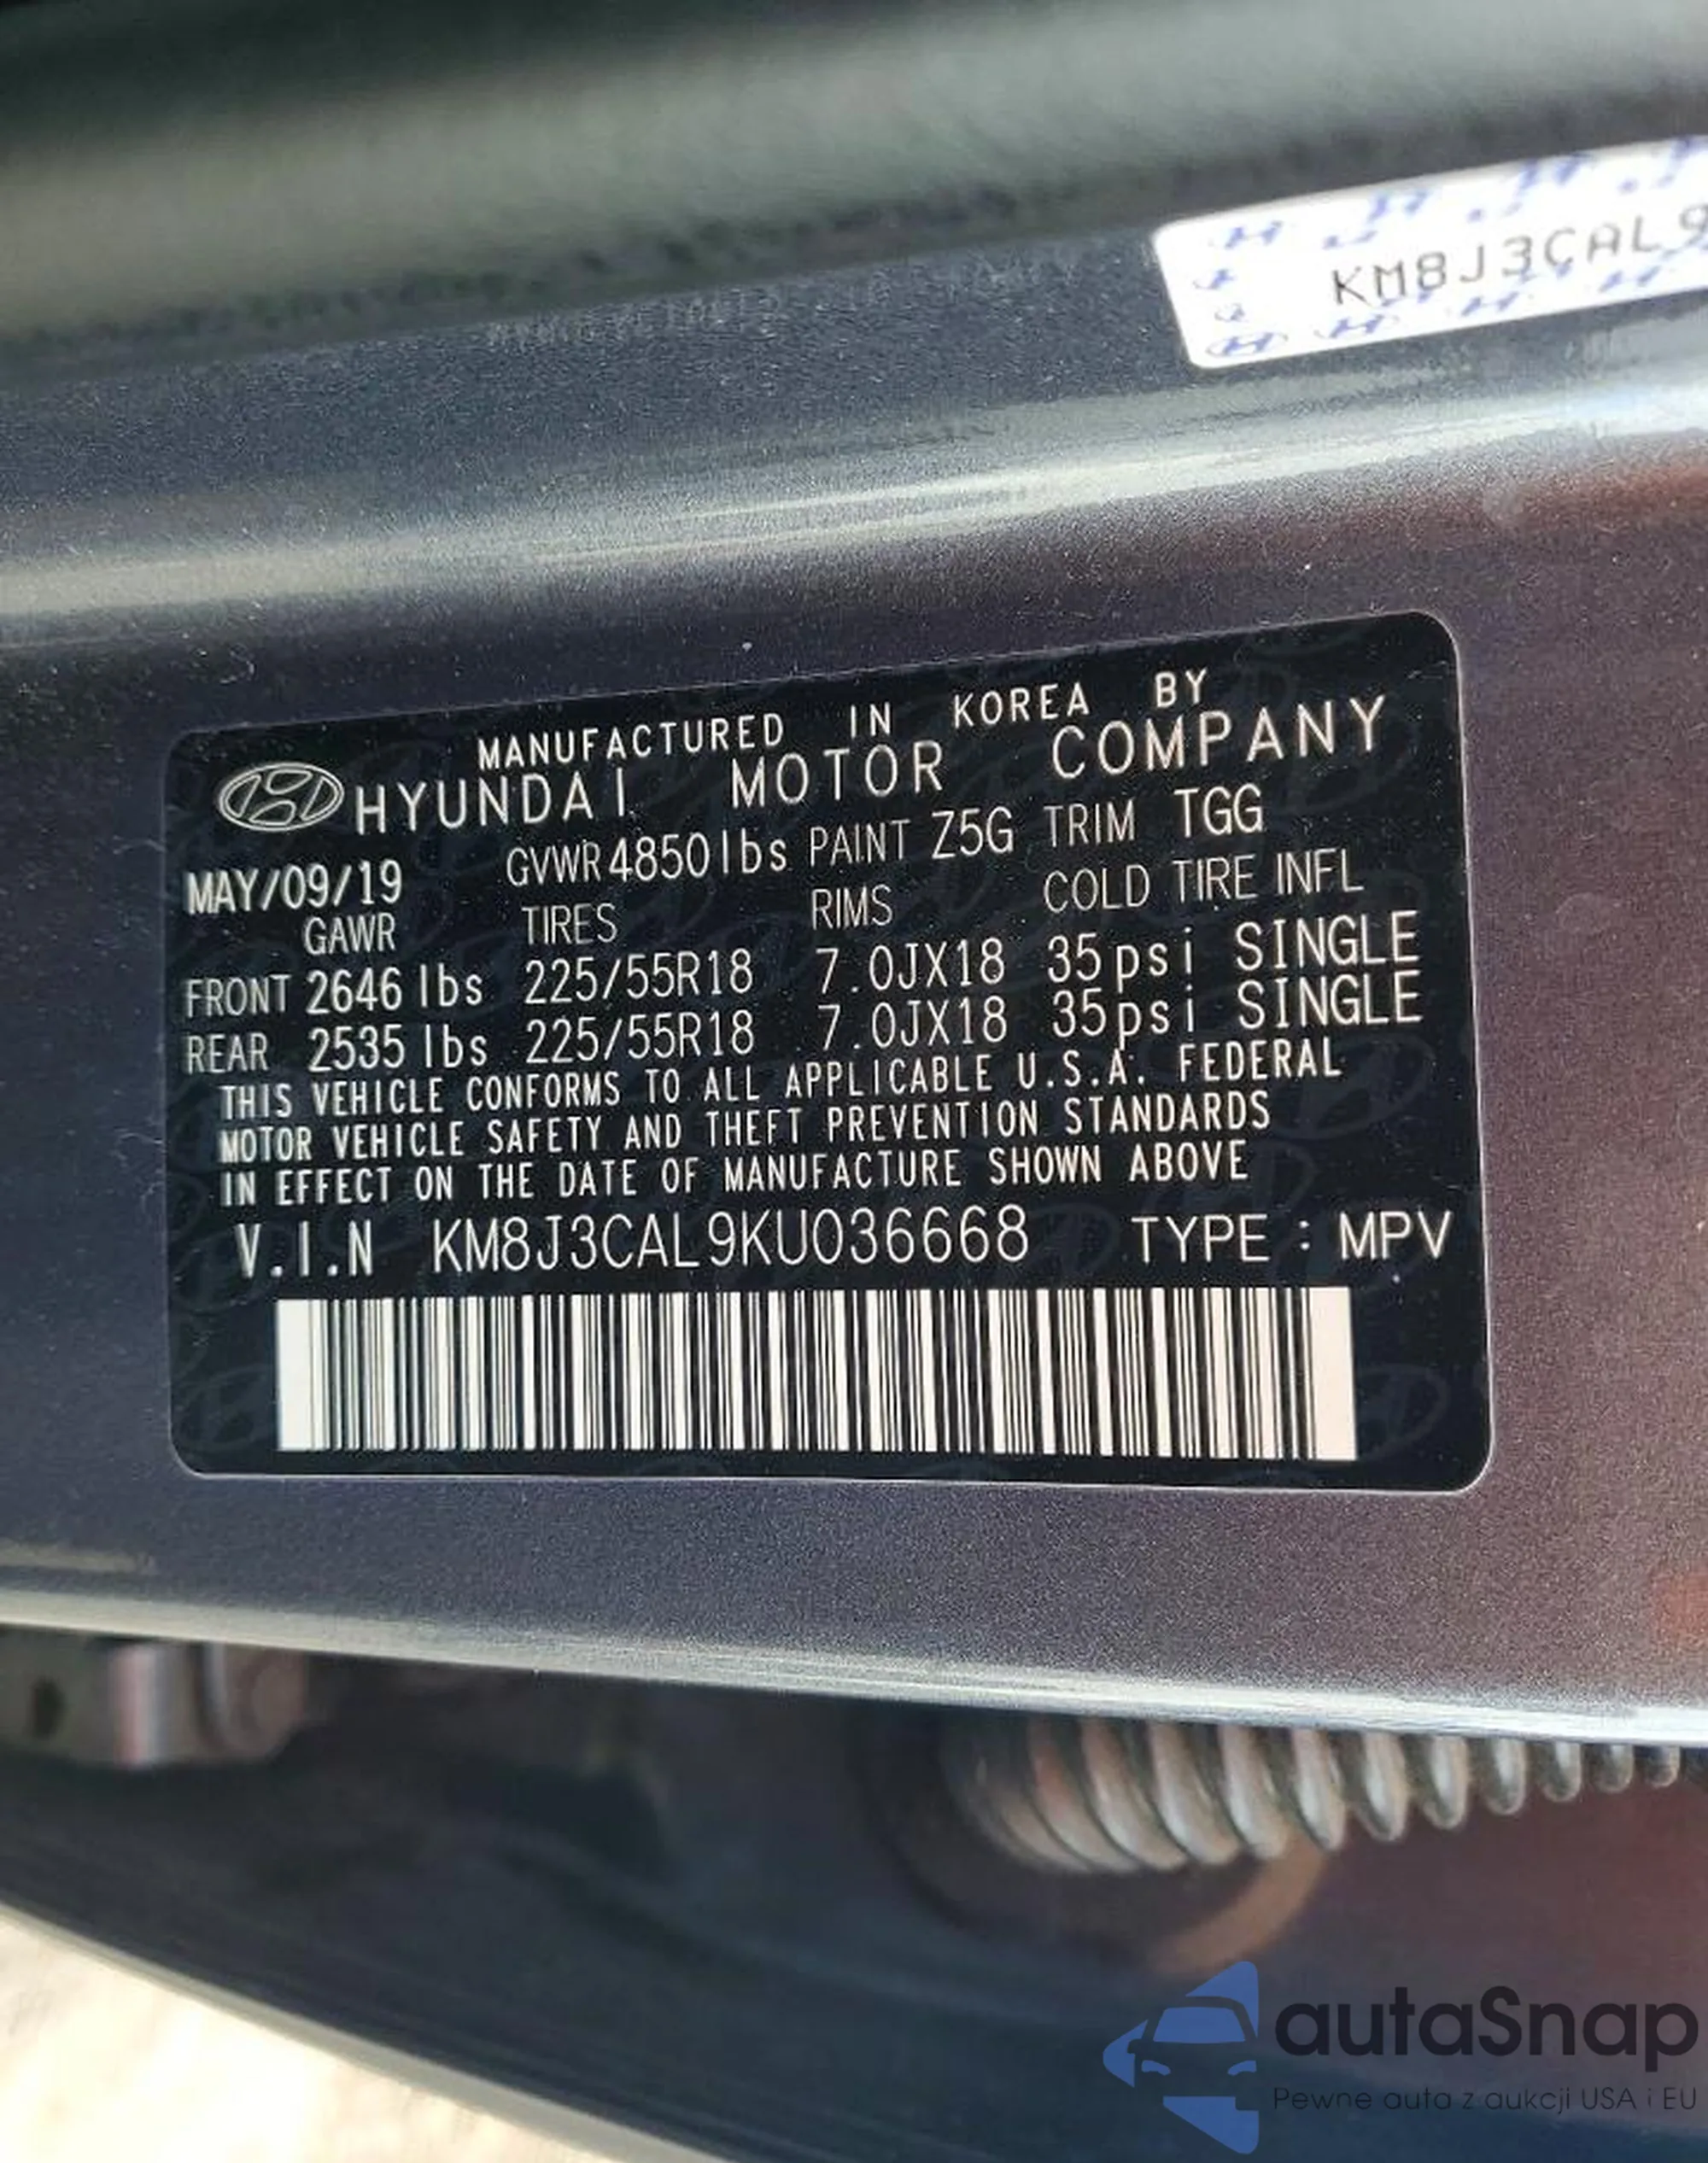 KM8J3CAL9
MANUFACTURED IN KOREA BY
HYUNDAI MOTOR COMPANY
MAY/09/19 GVWR 4850 lbs PAINT Z5G TRIM TGG
GAWR TIRES RIMS COLD TIRE INFL
FRONT 2646 lbs 225/55R18 7.0JX18 35psi SINGLE
REAR 2535 lbs 225/55R18 7.0JX18 35psi SINGLE
THIS VEHICLE CONFORMS TO ALL APPLICABLE U.S.A. FEDERAL
MOTOR VEHICLE SAFETY AND THEFT PREVENTION STANDARDS
IN EFFECT ON THE DATE OF MANUFACTURE SHOWN ABOVE
V.I.N KM8J3CAL9KU036668 TYPE : MPV
autaSnap
Pewne auta z aukcji USA i EU